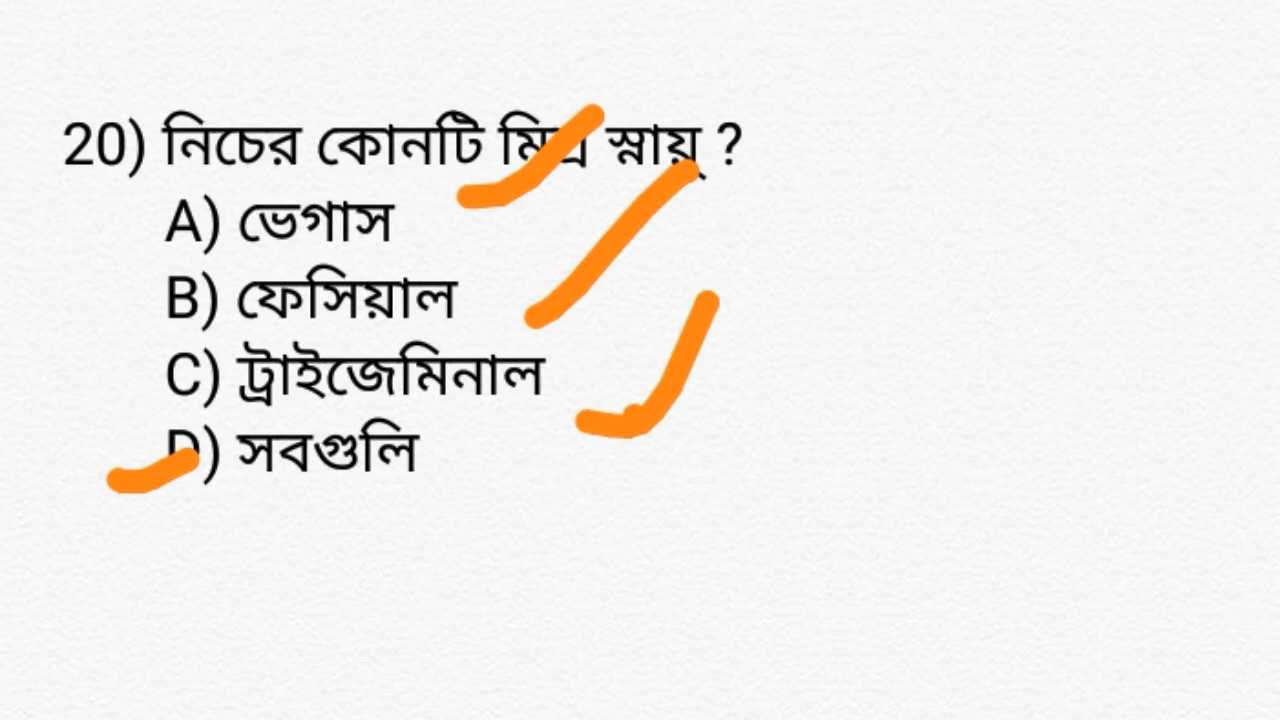 20) নিচের কোনটি মিশ্র স্নায়ু ?
A) ভেগাস
B) ফেসিয়াল
C) ট্রাইজেমিনাল
D) সবগুলি